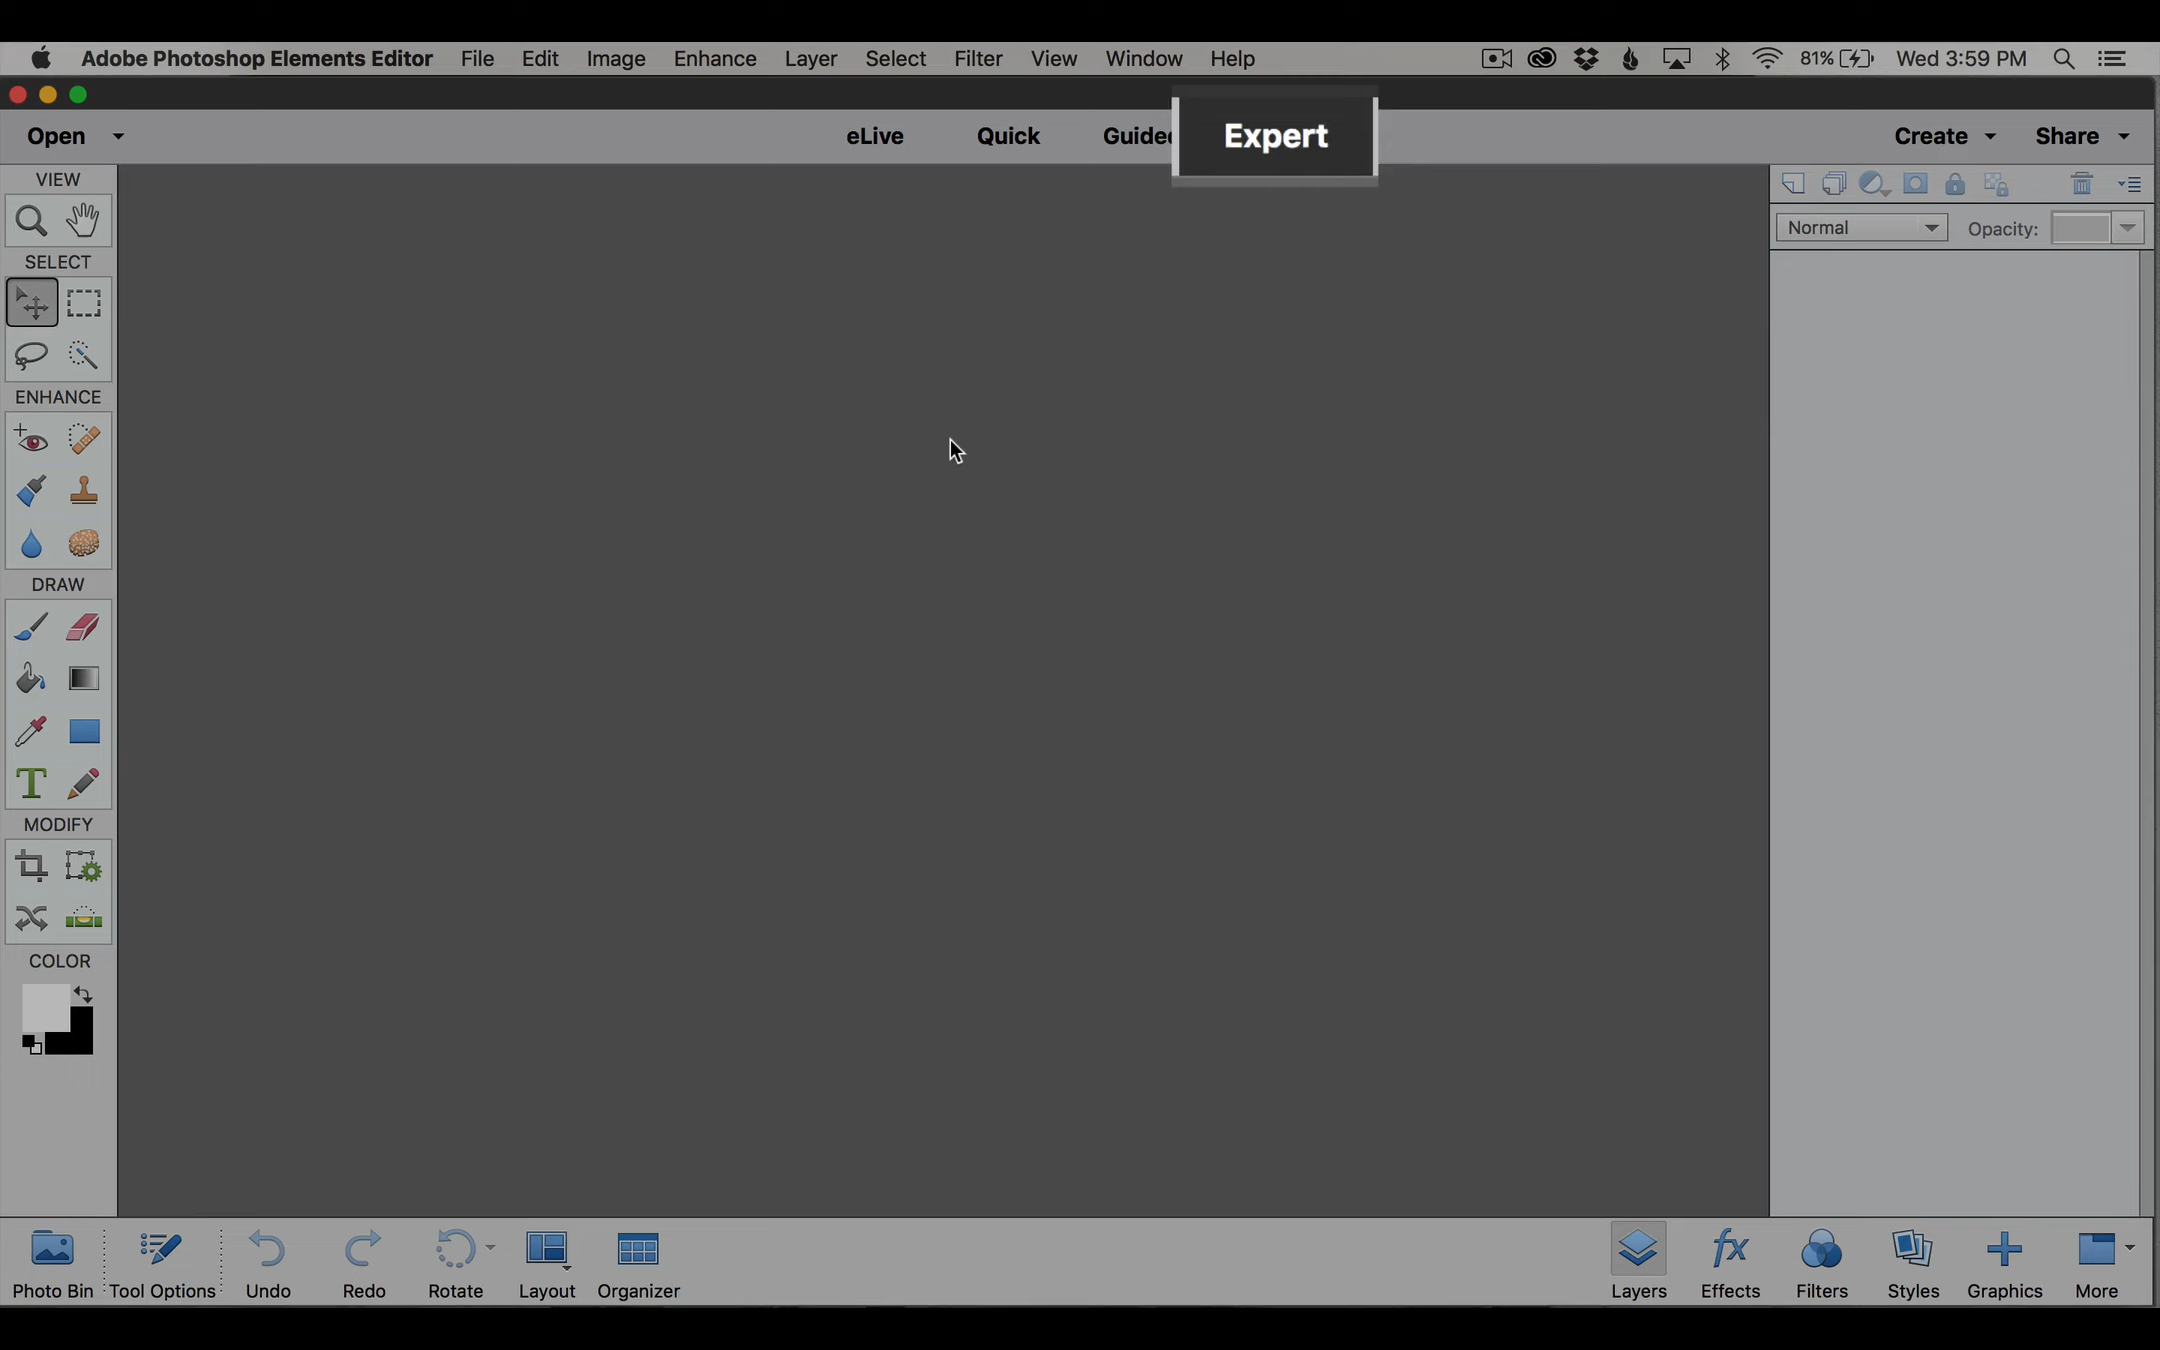 Adobe Photoshop Elements Editor File Edit Image Enhance Layer Select Filter View Window Help 81% Wed 3:59 PM
Open eLive Quick Guided Expert Create Share
VIEW
Normal Opacity:
SELECT
ENHANCE
DRAW
T
MODIFY
COLOR
fx
Photo Bin Tool Options Undo Redo Rotate Layout Organizer Layers Effects Filters Styles Graphics More